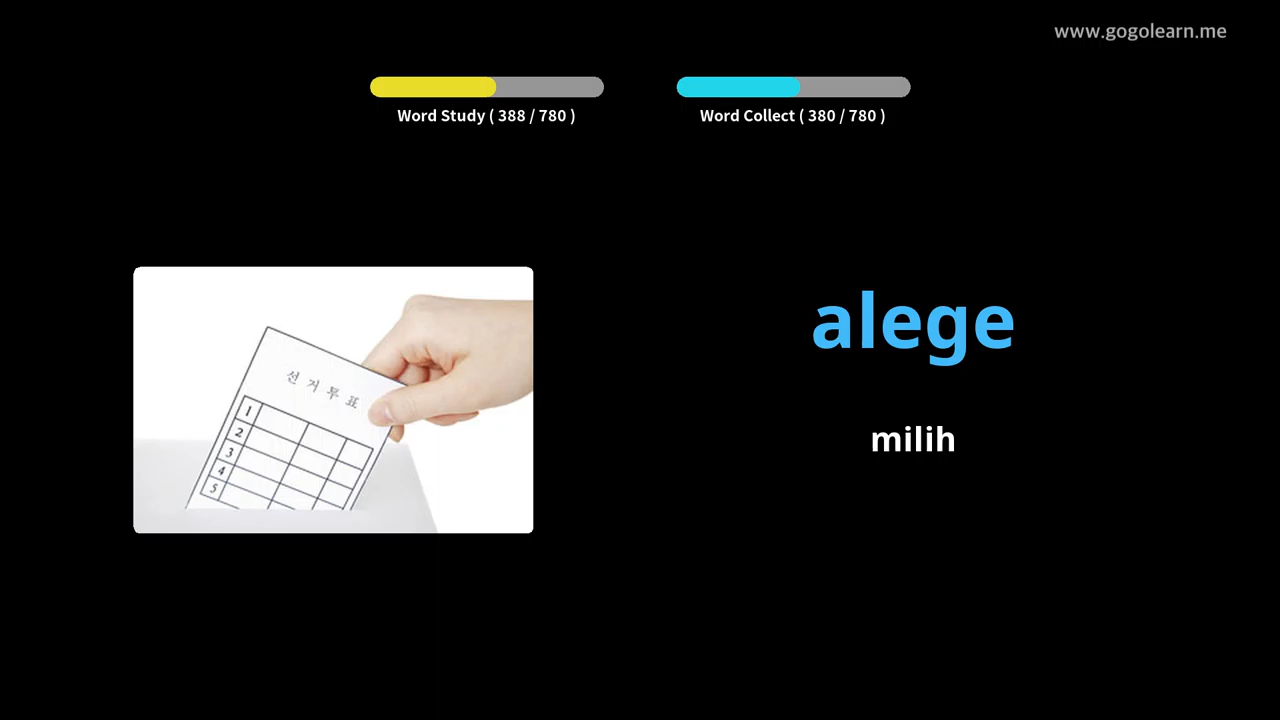 www.gogolearn.me
Word Study ( 388 / 780 )
Word Collect ( 380 / 780 )
선거투표
1
2
3
4
5
alege
milih